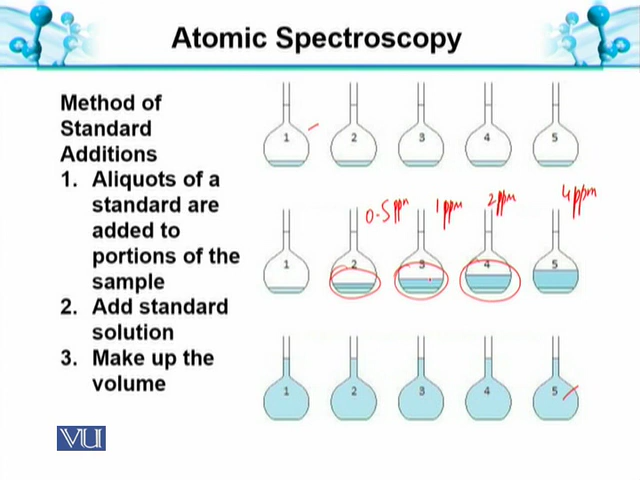 Atomic Spectroscopy
Method of
Standard
Additions
1. Aliquots of a
standard are
added to
portions of the
sample
2. Add standard
solution
3. Make up the
volume
1 2 3 4 5
0.5 ppm 1 ppm 2 ppm 4 ppm
1 2 3 4 5
1 2 3 4 5
VU